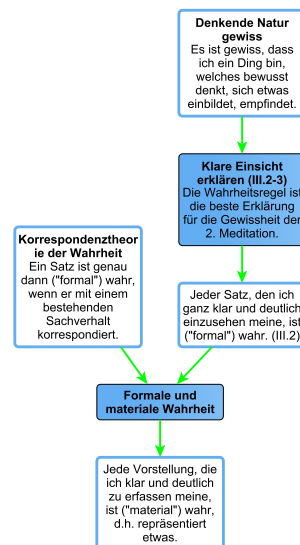 Denkende Natur
gewiss
Es ist gewiss, dass
ich ein Ding bin,
welches bewusst
denkt, sich etwas
einbildet, empfindet.
Klare Einsicht
erklären (III.2-3)
Die Wahrheitsregel ist
die beste Erklärung
für die Gewissheit der
2. Meditation.
Korrespondenztheor
ie der Wahrheit
Ein Satz ist genau
dann ("formal") wahr,
wenn er mit einem
bestehenden
Sachverhalt
korrespondiert.
Jeder Satz, den ich
ganz klar und deutlich
einzusehen meine, ist
("formal") wahr. (III.2)
Formale und
materiale Wahrheit
Jede Vorstellung, die
ich klar und deutlich
zu erfassen meine,
ist ("material") wahr,
d.h. repräsentiert
etwas.